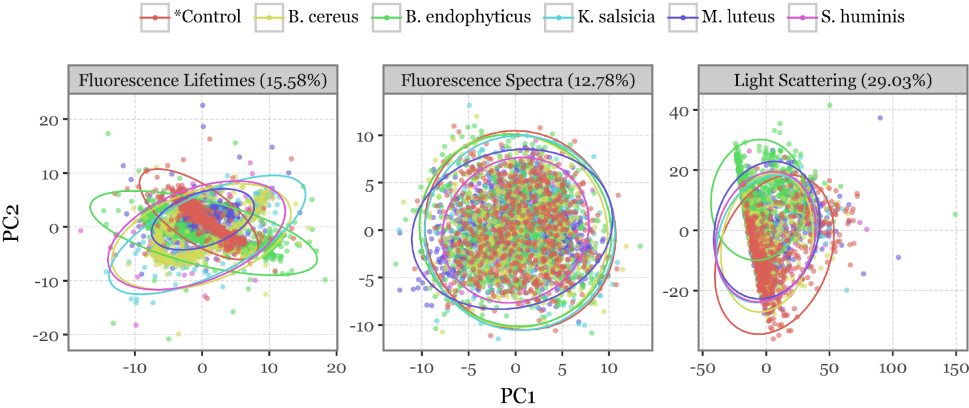 *Control B. cereus B. endophyticus K. salsicia M. luteus S. huminis
Fluorescence Lifetimes (15.58%) Fluorescence Spectra (12.78%) Light Scattering (29.03%)
20 10 0 -10 -20
10 5 0 -5 -10
40 20 0 -20
-10 0 10 20
-10 -5 0 5 10
-50 0 50 100 150
PC2
PC1